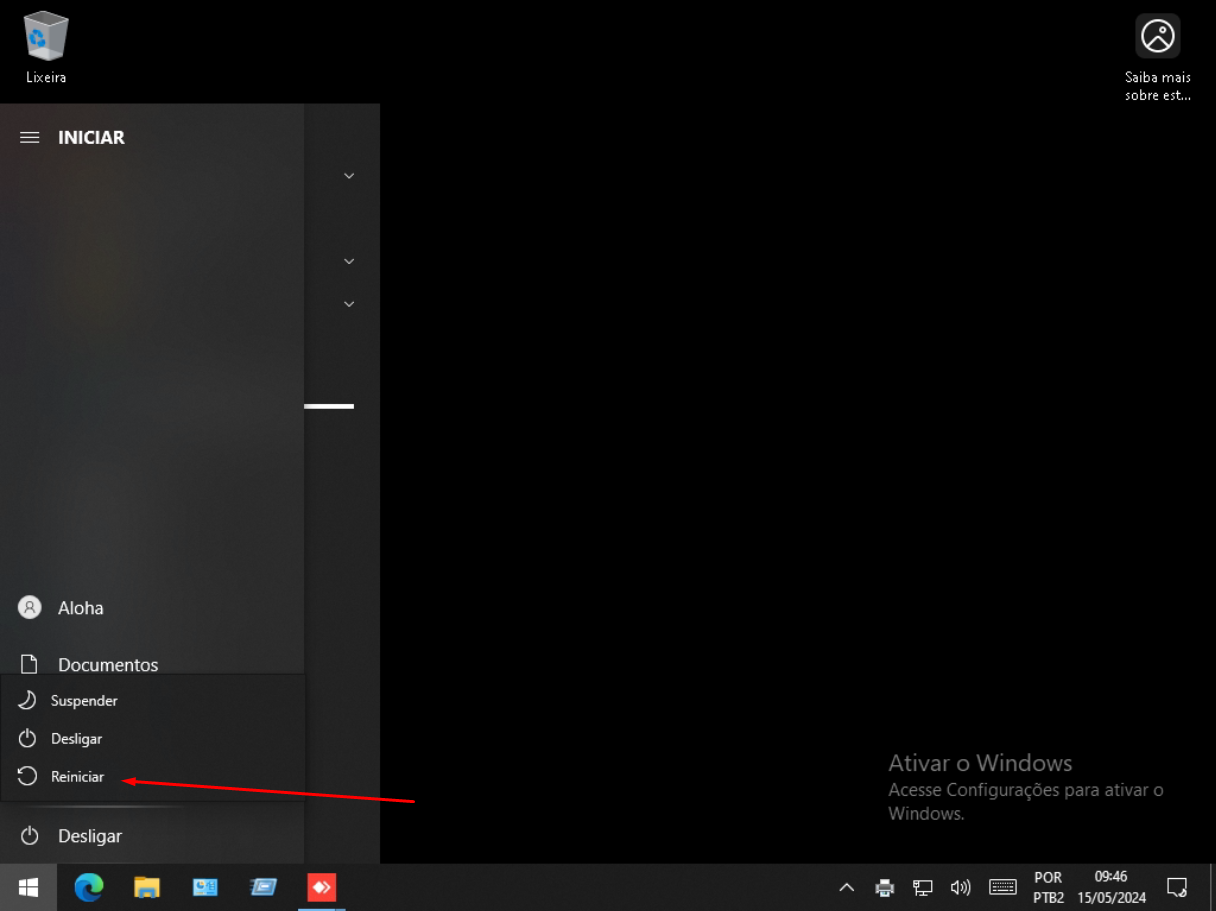 Lixeira
Saiba mais
sobre est...
INICIAR
Aloha
Documentos
Suspender
Desligar
Reiniciar
Desligar
Ativar o Windows
Acesse Configurações para ativar o
Windows.
POR
PTB2
09:46
15/05/2024